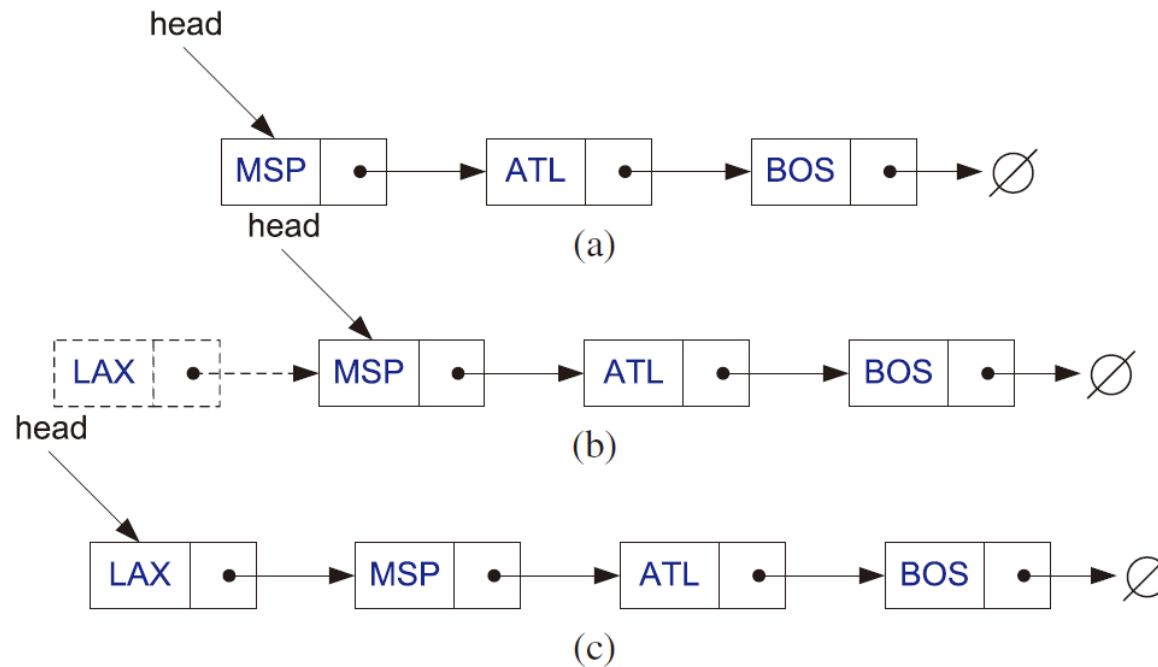 head
MSP ATL BOS ∅
head
(a)
LAX MSP ATL BOS ∅
head
(b)
LAX MSP ATL BOS ∅
(c)